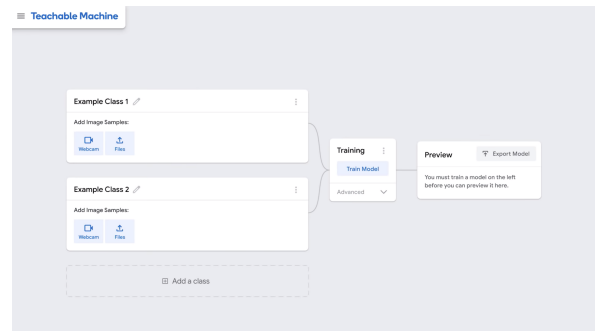 Teachable Machine
Example Class 1
Add Image Samples:
Webcam
Files
Example Class 2
Add Image Samples:
Webcam
Files
Add a class
Training
Train Model
Advanced
Preview
Export Model
You must train a model on the left
before you can preview it here.